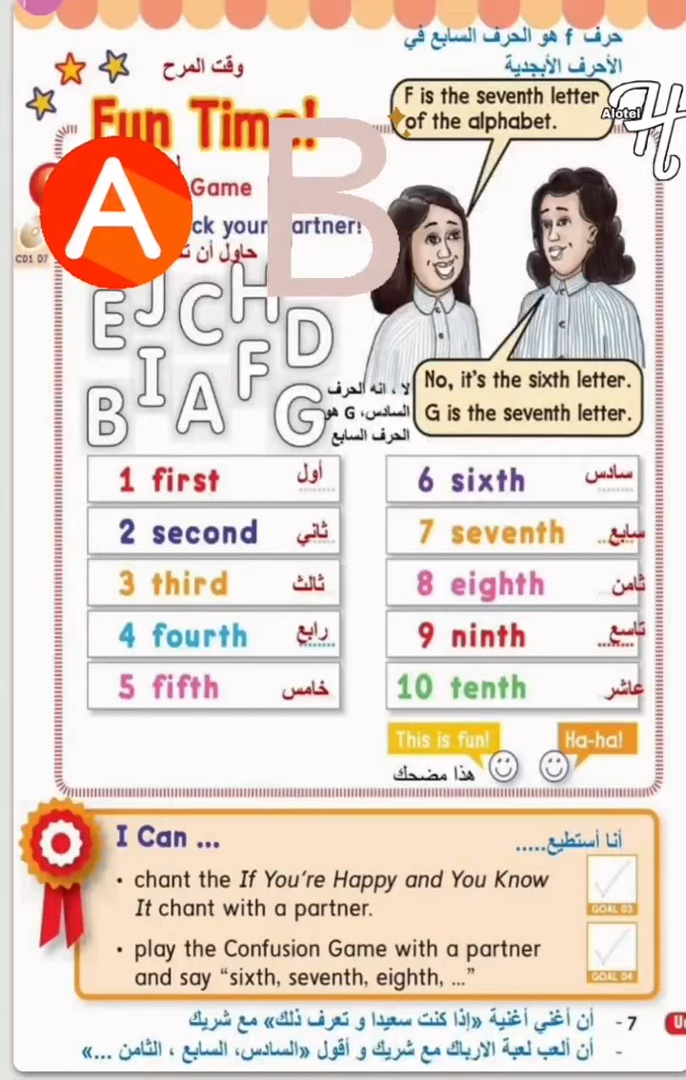 حرف f هو الحرف السابع في
الأحرف الأبجدية
وقت المرح
Fun Time!
F is the seventh letter
of the alphabet.
Alotel
H
A
B
Game
ck your artner!
حاول أن
CD1 07
E J C H
D
I F
B A G
No, it's the sixth letter.
G is the seventh letter.
لا ، انه الحرف
السادس، G هو
الحرف السابع
1 first أول
2 second ثاني
3 third ثالث
4 fourth رابع
5 fifth خامس
6 sixth سادس
7 seventh سابع
8 eighth ثامن
9 ninth تاسع
10 tenth عاشر
This is fun!
Ha-ha!
هذا مضحك
I Can ...
أنا أستطيع.....
• chant the If You're Happy and You Know
It chant with a partner.
GOAL 03
• play the Confusion Game with a partner
and say “sixth, seventh, eighth, ...”
GOAL 04
- أن أغني أغنية «إذا كنت سعيدا و تعرف ذلك» مع شريك
7
- أن ألعب لعبة الارباك مع شريك و أقول «السادس، السابع ، الثامن ...»